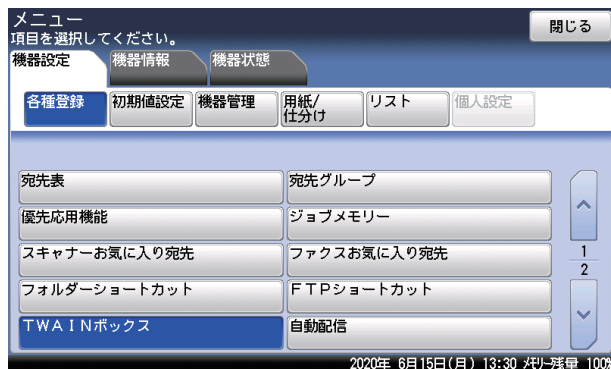 メニュー
項目を選択してください。
閉じる
機器設定
機器情報
機器状態
各種登録
初期値設定
機器管理
用紙/
仕分け
リスト
個人設定
宛先表
宛先グループ
優先応用機能
ジョブメモリー
スキャナーお気に入り宛先
ファクスお気に入り宛先
1
2
フォルダーショートカット
ＦＴＰショートカット
ＴＷＡＩＮボックス
自動配信
2020年 6月15日(月) 13:30 ﾒﾓﾘｰ残量 100%